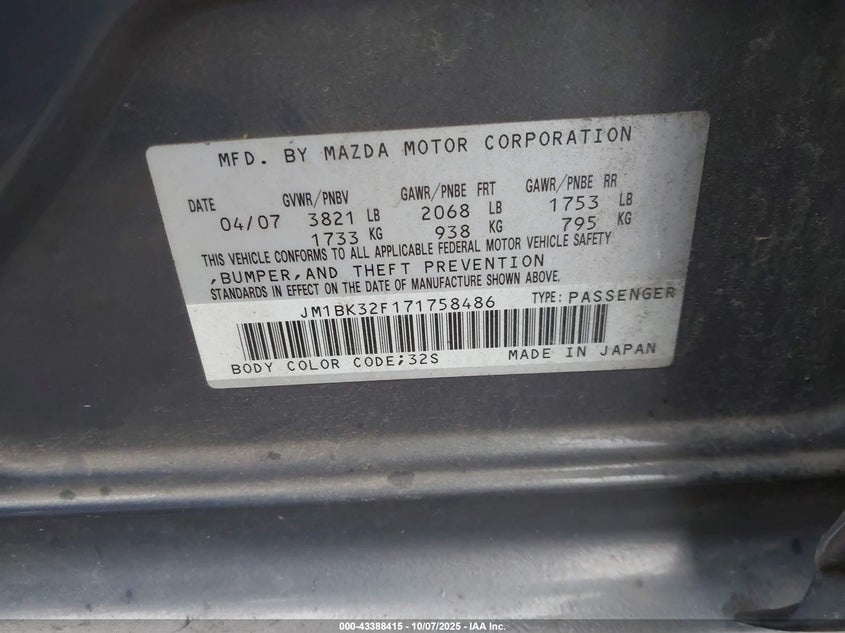 MFD. BY MAZDA MOTOR CORPORATION
DATE GVWR/PNBV GAWR/PNBE FRT GAWR/PNBE RR
04/07 3821 LB 2068 LB 1753 LB
1733 KG 938 KG 795 KG
THIS VEHICLE CONFORMS TO ALL APPLICABLE FEDERAL MOTOR VEHICLE SAFETY
,BUMPER,AND THEFT PREVENTION
STANDARDS IN EFFECT ON THE DATE OF MANUFACTURE SHOWN ABOVE.
JM1BK32F171758486 TYPE: PASSENGER
BODY COLOR CODE;32S MADE IN JAPAN
000-43388415 - 10/07/2025 - IAA Inc.